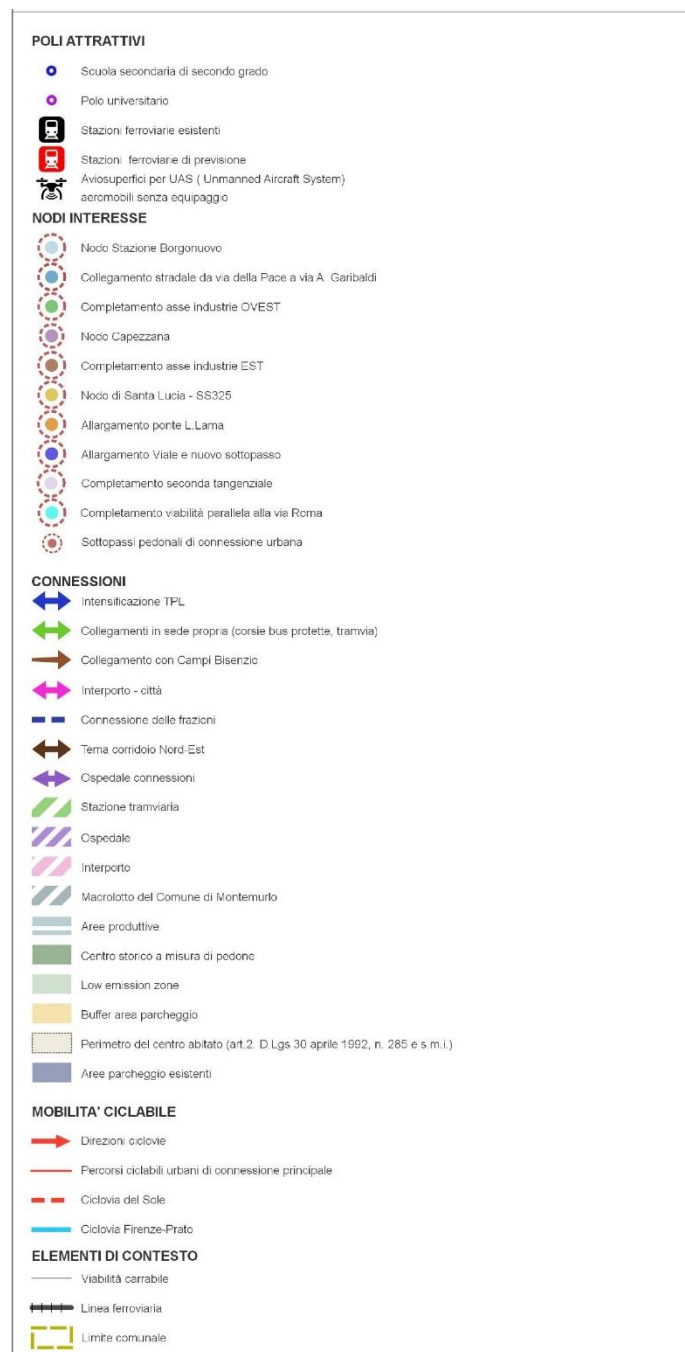 POLI ATTRATTIVI
Scuola secondaria di secondo grado
Polo universitario
Stazioni ferroviarie esistenti
Stazioni ferroviarie di previsione
Aviosuperfici per UAS ( Unmanned Aircraft System)
aeromobili senza equipaggio
NODI INTERESSE
Nodo Stazione Borgonuovo
Collegamento stradale da via della Pace a via A Garibaldi
Completamento asse industrie OVEST
Nodo Capezzana
Completamento asse industrie EST
Nodo di Santa Lucia - SS325
Allargamento ponte L.Lama
Allargamento Viale e nuovo sottopasso
Completamento seconda tangenziale
Completamento viabilità parallela alla via Roma
Sottopassi pedonali di connessione urbana
CONNESSIONI
Intensificazione TPL
Collegamenti in sede propria (corsie bus protette, tramvia)
Collegamento con Campi Bisenzio
Interporto - città
Connessione delle frazioni
Tema corridoio Nord-Est
Ospedale connessioni
Stazione tramviaria
Ospedale
Interporto
Macrolotto del Comune di Montemurlo
Aree produttive
Centro storico a misura di pedone
Low emission zone
Buffer area parcheggio
Perimetro del centro abitato (art.2. D.Lgs 30 aprile 1992, n. 285 e s.m.i.)
Aree parcheggio esistenti
MOBILITA' CICLABILE
Direzioni ciclovie
Percorsi ciclabili urbani di connessione principale
Ciclovia del Sole
Ciclovia Firenze-Prato
ELEMENTI DI CONTESTO
Viabilità carrabile
Linea ferroviaria
Limite comunale